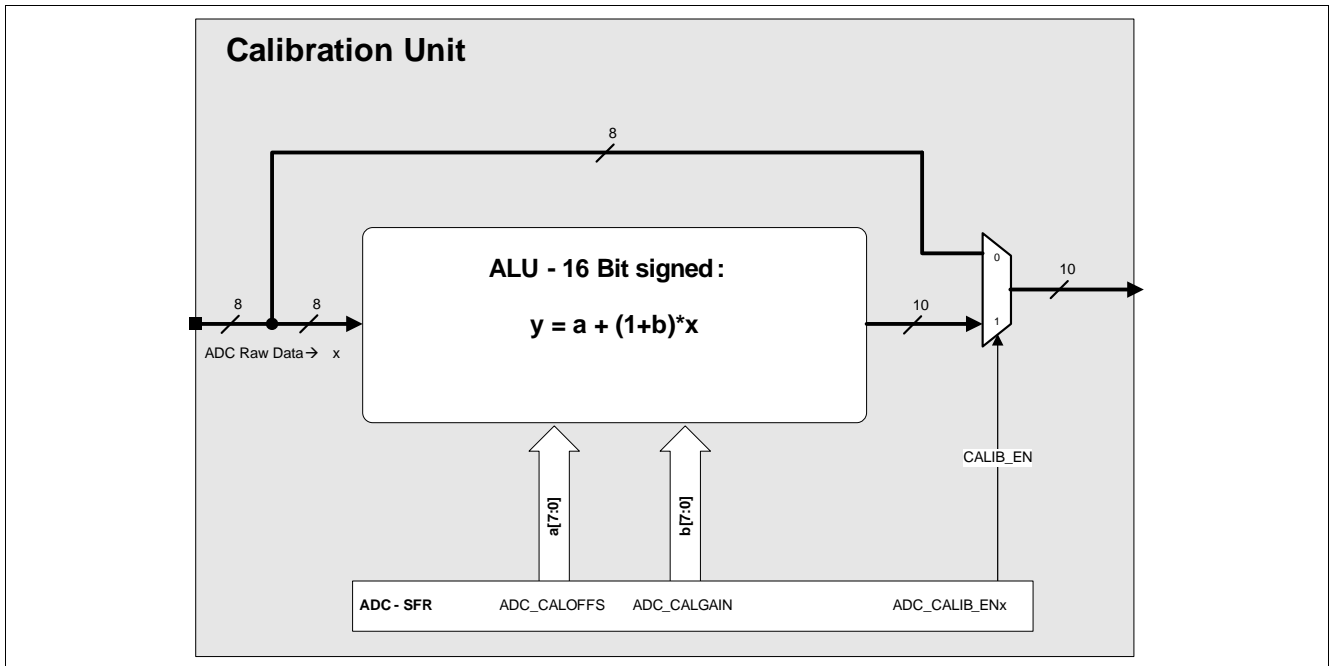 Calibration Unit
8
ALU - 16 Bit signed:
y = a + (1+b)*x
0
10
8
8
10
1
ADC Raw Data→ x
CALIB_EN
a[7:0]
b[7:0]
ADC - SFR
ADC_CALOFFS
ADC_CALGAIN
ADC_CALIB_ENx